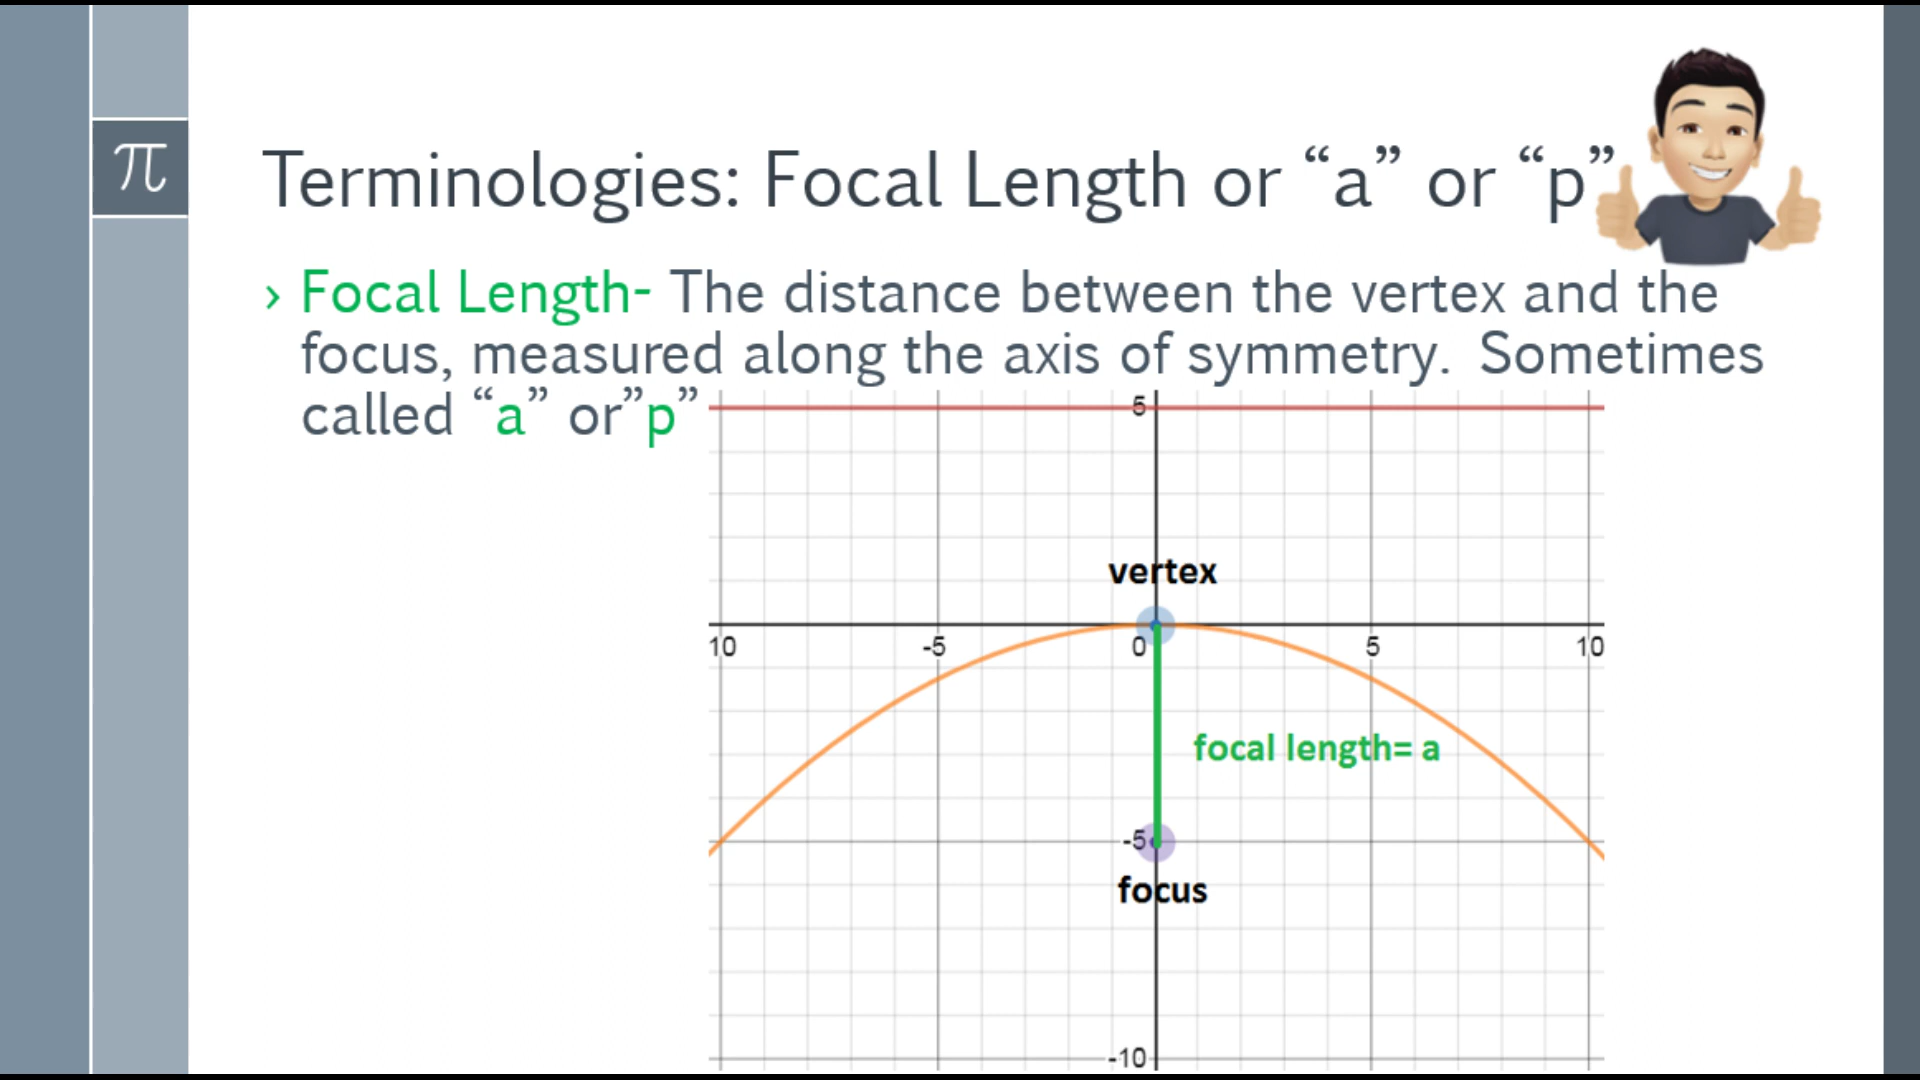 π
Terminologies: Focal Length or “a” or “p”
› Focal Length- The distance between the vertex and the
focus, measured along the axis of symmetry. Sometimes
called “a” or”p”
5
vertex
10 -5 0 5 10
focal length= a
-5
focus
-10